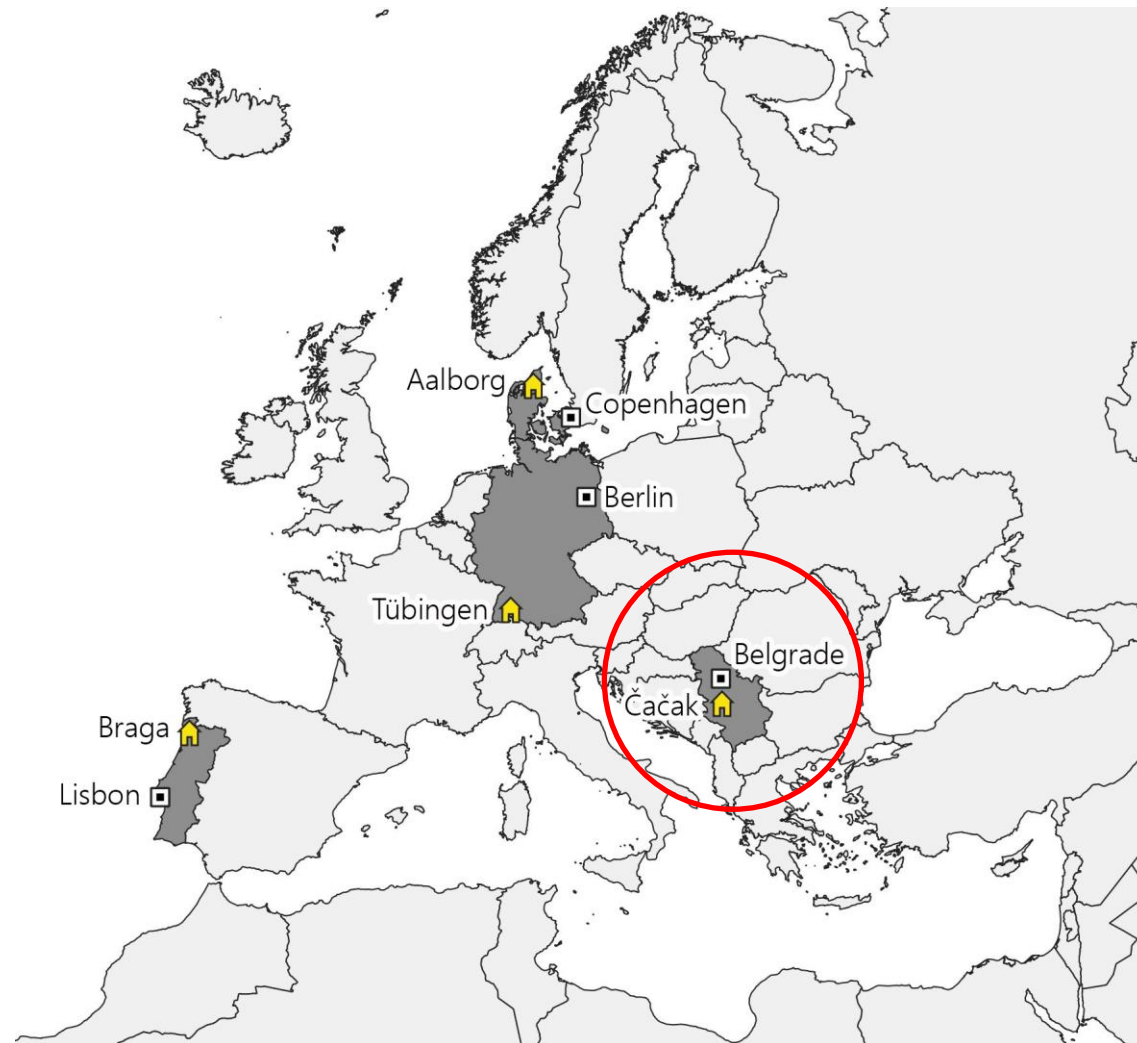 Aalborg
Copenhagen
Berlin
Tübingen
Belgrade
Čačak
Braga
Lisbon